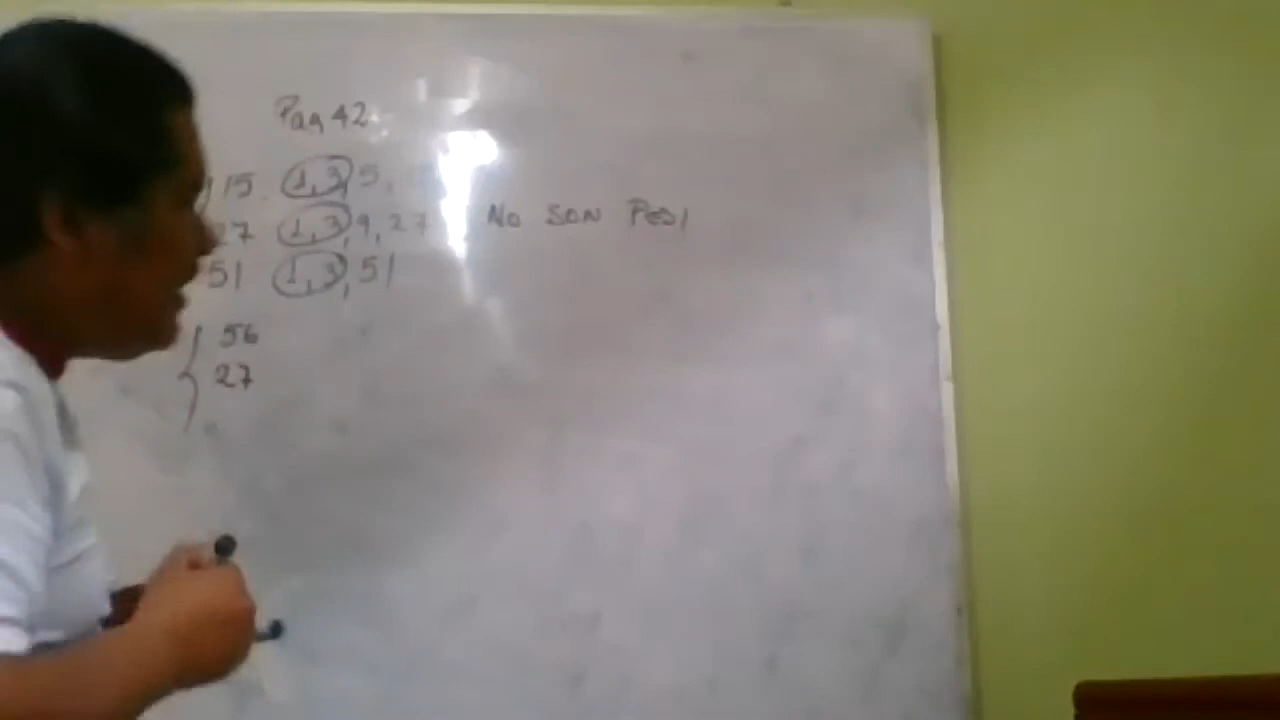 Pag 42
15. 1, 3, 5,
27 1, 3, 9, 27 No SON PESI
51 1, 3, 51
56
27